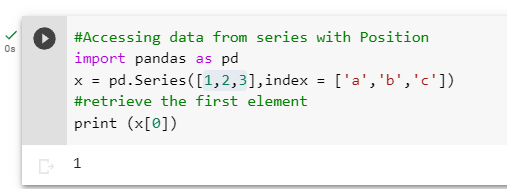 #Accessing data from series with Position
0s
import pandas as pd
x = pd.Series([1,2,3],index = ['a','b','c'])
#retrieve the first element
print (x[0])
1